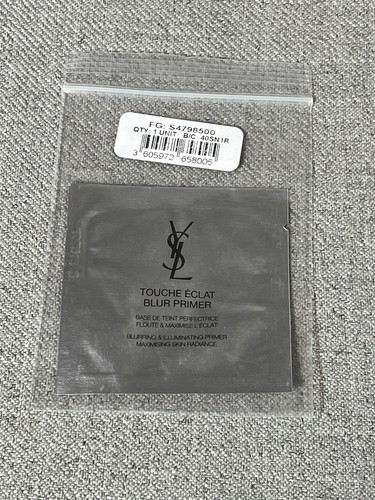 FG: S4798500
QTY: 1 UNIT B/C 40SN1R
3 605972 658005
YSL
TOUCHE ÉCLAT
BLUR PRIMER
BASE DE TEINT PERFECTRICE
FLOUTE & MAXIMISE L'ÉCLAT
BLURRING & ILLUMINATING PRIMER
MAXIMISING SKIN RADIANCE